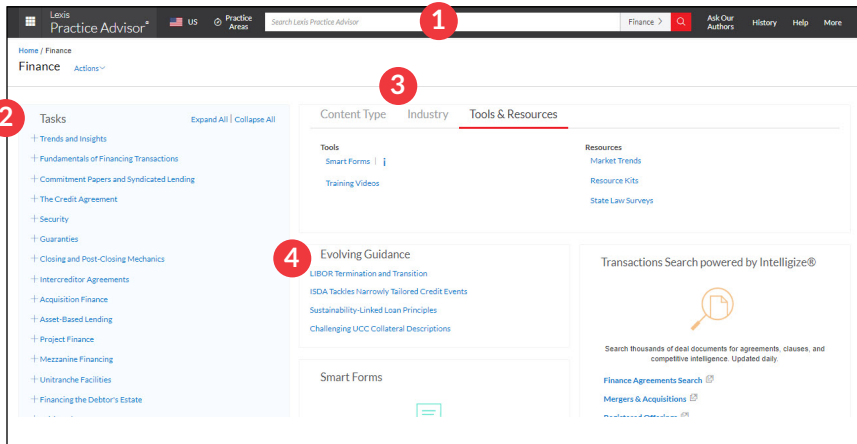 Lexis
Practice Advisor®
US
Practice Areas
Search Lexis Practice Advisor
1
Finance >
Ask Our Authors
History
Help
More
Home / Finance
Finance
Actions
2
Tasks
Expand All | Collapse All
+ Trends and Insights
+ Fundamentals of Financing Transactions
+ Commitment Papers and Syndicated Lending
+ The Credit Agreement
+ Security
+ Guaranties
+ Closing and Post-Closing Mechanics
+ Intercreditor Agreements
+ Acquisition Finance
+ Asset-Based Lending
+ Project Finance
+ Mezzanine Financing
+ Unitranche Facilities
+ Financing the Debtor's Estate
3
Content Type
Industry
Tools & Resources
Tools
Smart Forms | i
Training Videos
Resources
Market Trends
Resource Kits
State Law Surveys
4
Evolving Guidance
LIBOR Termination and Transition
ISDA Tackles Narrowly Tailored Credit Events
Sustainability-Linked Loan Principles
Challenging UCC Collateral Descriptions
Smart Forms
Transactions Search powered by Intelligize®
Search thousands of deal documents for agreements, clauses, and
competitive intelligence. Updated daily.
Finance Agreements Search
Mergers & Acquisitions
Registered Offerings